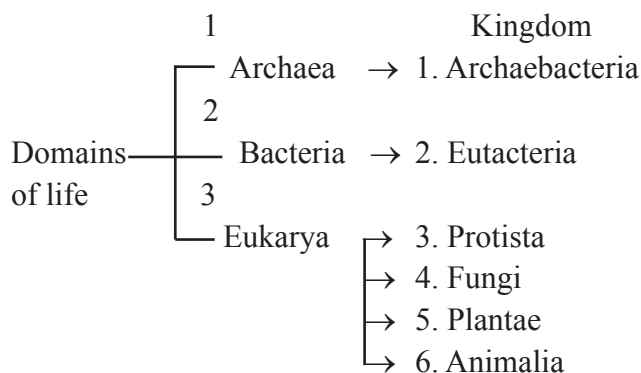 1 Kingdom
Archaea → 1. Archaebacteria
2
Domains of life
Bacteria → 2. Eutacteria
3
Eukarya → 3. Protista
→ 4. Fungi
→ 5. Plantae
→ 6. Animalia